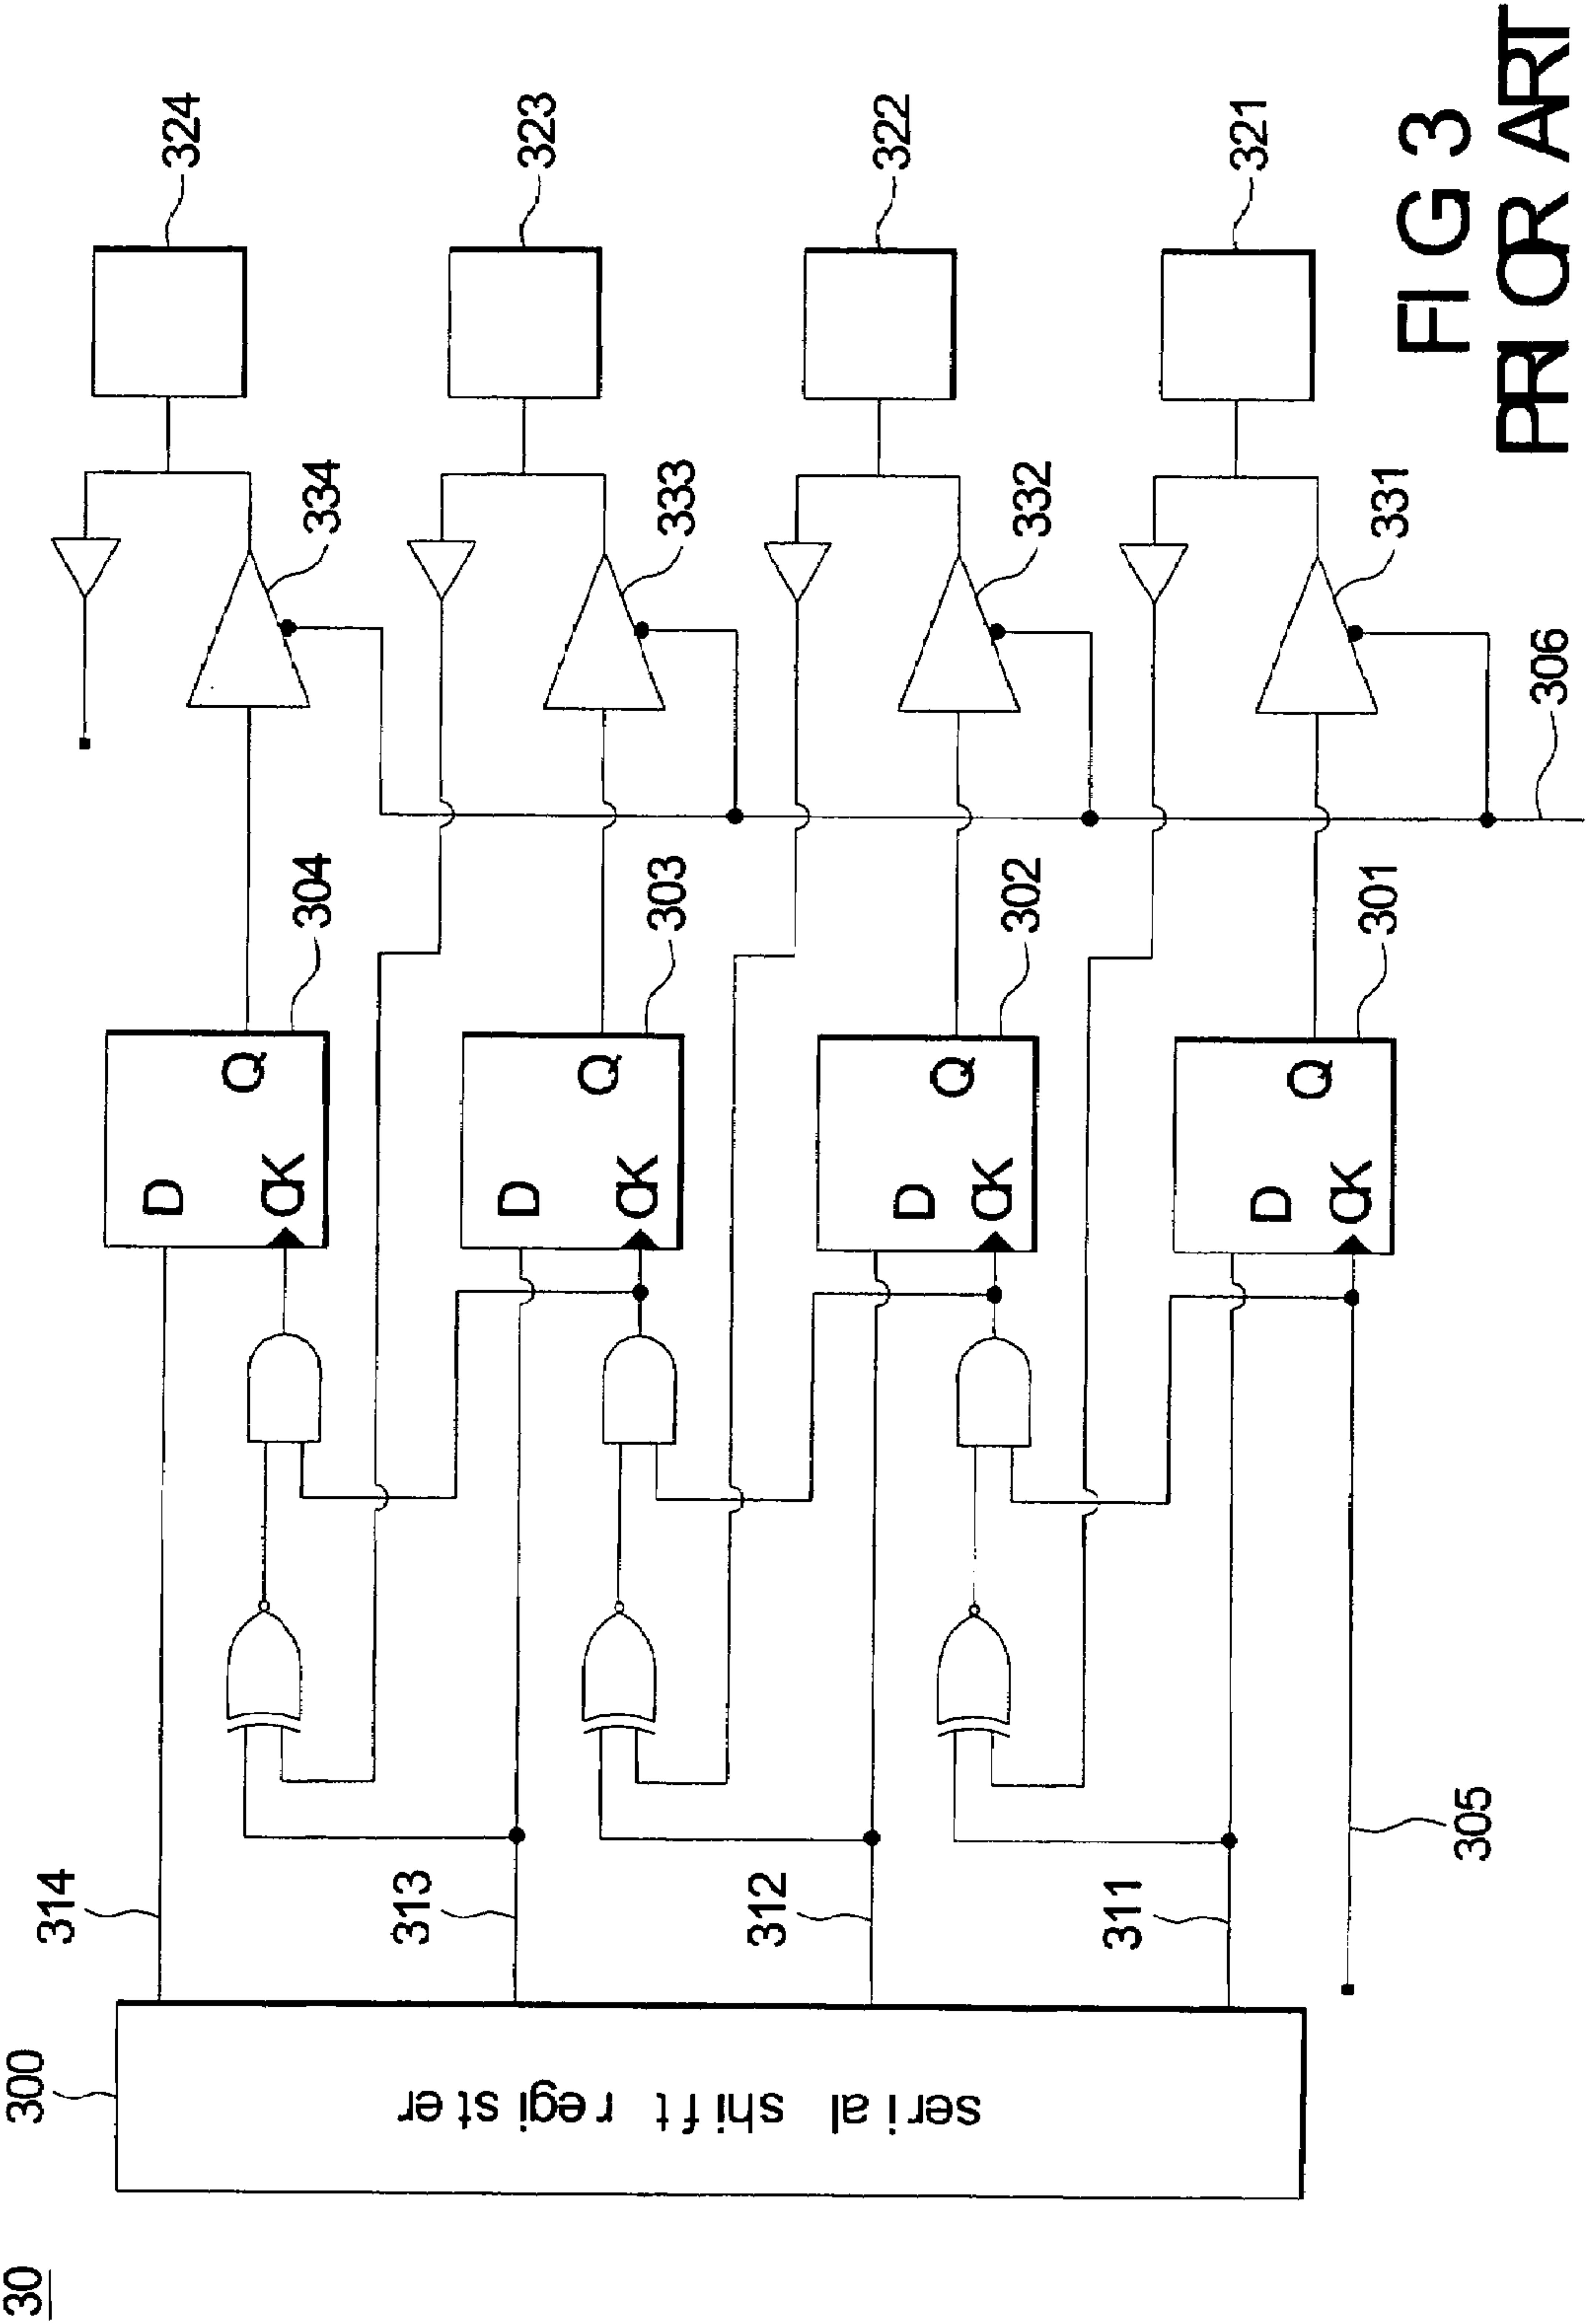 30
300
serial shift register
314
313
312
311
305
D
CK
Q
304
D
CK
Q
303
D
CK
Q
302
D
CK
Q
301
334
333
332
331
306
324
323
322
321
FIG 3
PRIOR ART